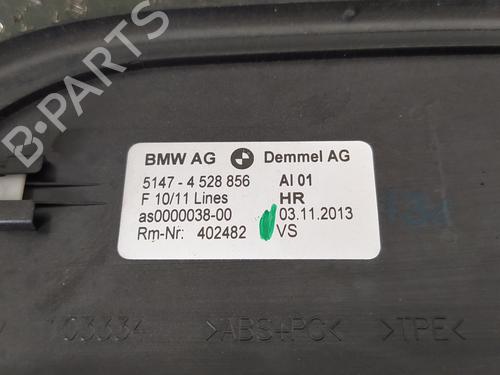 B-PARTS
BMW AG Demmel AG
5147 - 4 528 856 AI 01
F 10/11 Lines HR
as0000038-00 03.11.2013
Rm-Nr: 402482 VS
103334 >ABS+PC< >TPE<